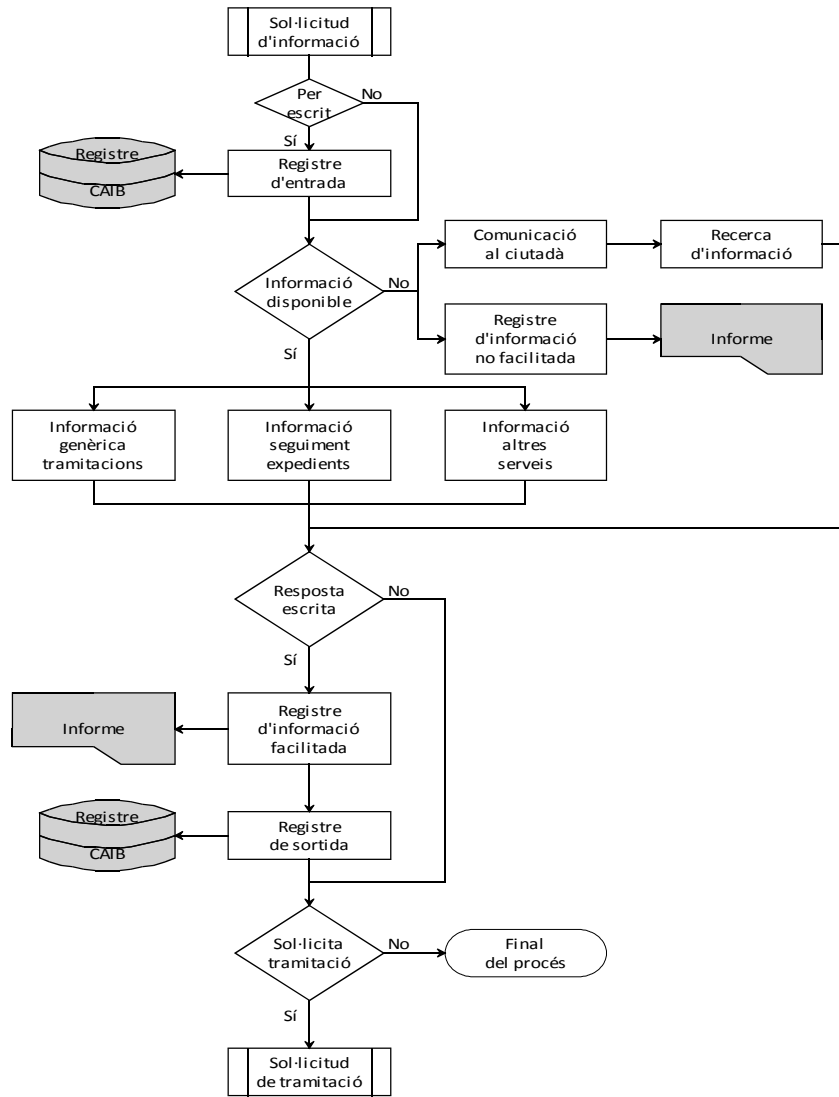 Sol·licitud
d'informació
Per
escrit
No
Sí
Registre
CAIB
Registre
d'entrada
Informació
disponible
No
Comunicació
al ciutadà
Recerca
d'informació
Registre
d'informació
no facilitada
Informe
Sí
Informació
genèrica
tramitacions
Informació
seguiment
expedients
Informació
altres
serveis
Resposta
escrita
No
Sí
Informe
Registre
d'informació
facilitada
Registre
CAIB
Registre
de sortida
Sol·licita
tramitació
No
Final
del procés
Sí
Sol·licitud
de tramitació